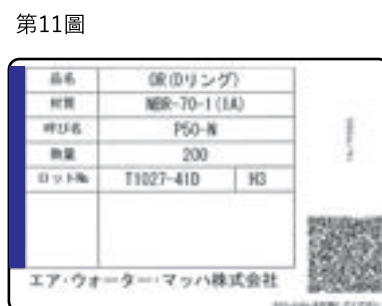 第11圖
品名 OR(Oリング)
材質 NBR-70-1(1A)
呼び名 P50-N
数量 200
ロット№ T1027-41D H3
エア・ウォーター・マッハ株式会社